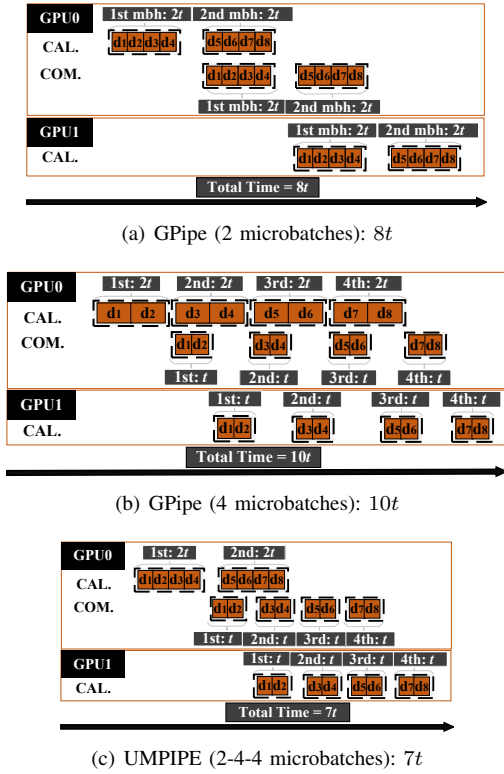 GPU0
1st mbh: 2t 2nd mbh: 2t
CAL. d1 d2 d3 d4 d5 d6 d7 d8
COM. d1 d2 d3 d4 d5 d6 d7 d8
1st mbh: 2t 2nd mbh: 2t
GPU1 1st mbh: 2t 2nd mbh: 2t
CAL. d1 d2 d3 d4 d5 d6 d7 d8
Total Time = 8t
(a) GPipe (2 microbatches): 8t
GPU0 1st: 2t 2nd: 2t 3rd: 2t 4th: 2t
CAL. d1 d2 d3 d4 d5 d6 d7 d8
COM. d1 d2 d3 d4 d5 d6 d7 d8
1st: t 2nd: t 3rd: t 4th: t
GPU1 1st: t 2nd: t 3rd: t 4th: t
CAL. d1 d2 d3 d4 d5 d6 d7 d8
Total Time = 10t
(b) GPipe (4 microbatches): 10t
GPU0 1st: 2t 2nd: 2t
CAL. d1 d2 d3 d4 d5 d6 d7 d8
COM. d1 d2 d3 d4 d5 d6 d7 d8
1st: t 2nd: t 3rd: t 4th: t
GPU1 1st: t 2nd: t 3rd: t 4th: t
CAL. d1 d2 d3 d4 d5 d6 d7 d8
Total Time = 7t
(c) UMPIPE (2-4-4 microbatches): 7t